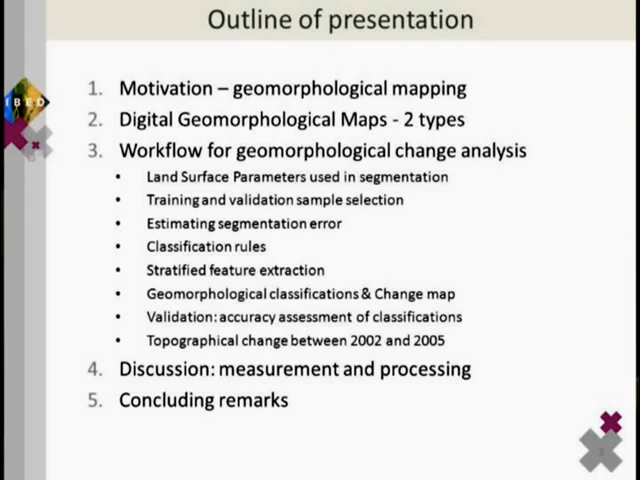 Outline of presentation
1. Motivation – geomorphological mapping
IBED
2. Digital Geomorphological Maps - 2 types
3. Workflow for geomorphological change analysis
• Land Surface Parameters used in segmentation
• Training and validation sample selection
• Estimating segmentation error
• Classification rules
• Stratified feature extraction
• Geomorphological classifications & Change map
• Validation: accuracy assessment of classifications
• Topographical change between 2002 and 2005
4. Discussion: measurement and processing
5. Concluding remarks
2